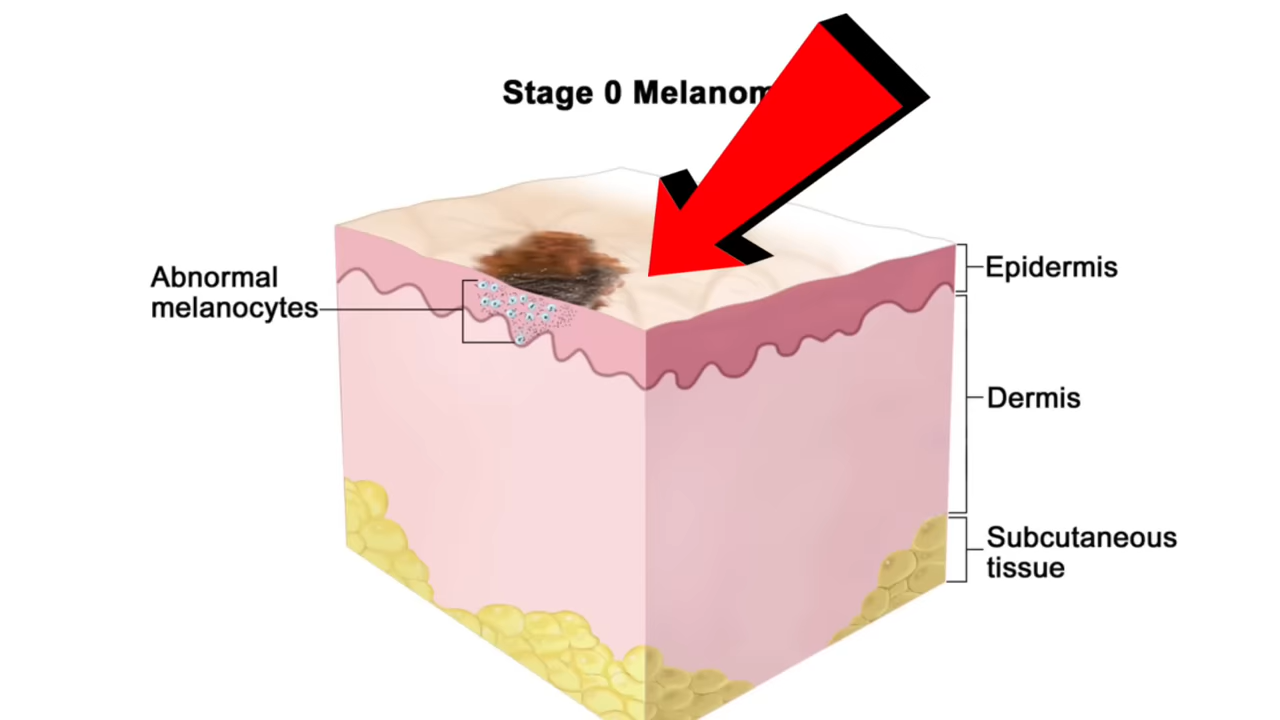 Stage 0 Melanom
Abnormal
melanocytes
Epidermis
Dermis
Subcutaneous
tissue